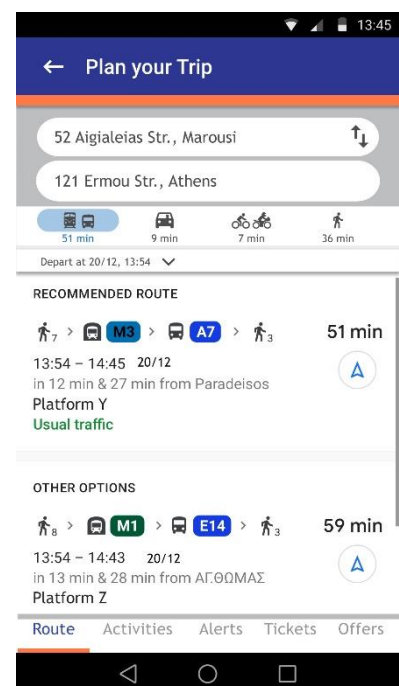 13:45
Plan your Trip
52 Aigialeias Str., Marousi
121 Ermou Str., Athens
51 min 9 min 7 min 36 min
Depart at 20/12, 13:54
RECOMMENDED ROUTE
7 > M3 > A7 > 3 51 min
13:54 – 14:45 20/12
in 12 min & 27 min from Paradeisos
Platform Y
Usual traffic
OTHER OPTIONS
8 > M1 > E14 > 3 59 min
13:54 – 14:43 20/12
in 13 min & 28 min from ΑΓ.ΘΩΜΑΣ
Platform Z
Route Activities Alerts Tickets Offers